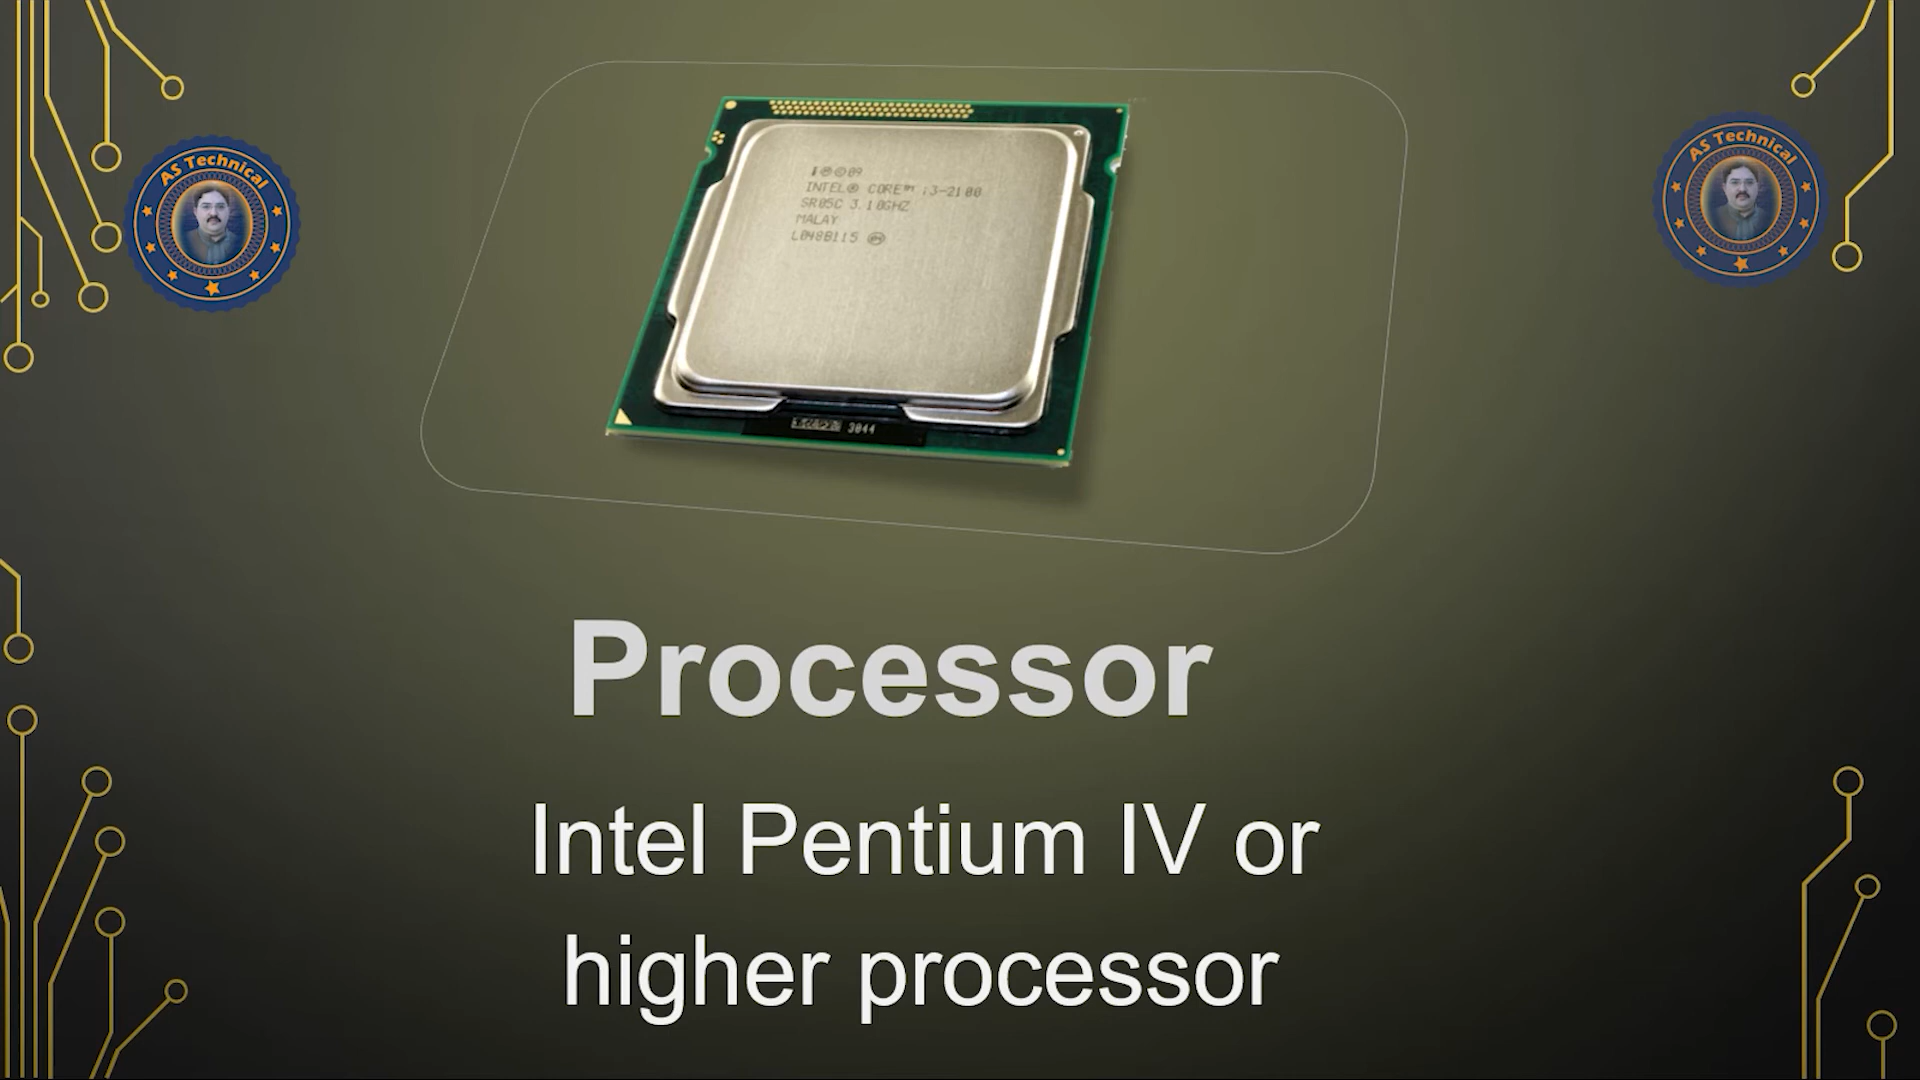 AS Technical
AS Technical
INTEL® CORE™ i3-2100
SR05C 3.10GHZ
MALAY
L048B115
3044
Processor
Intel Pentium IV or
higher processor